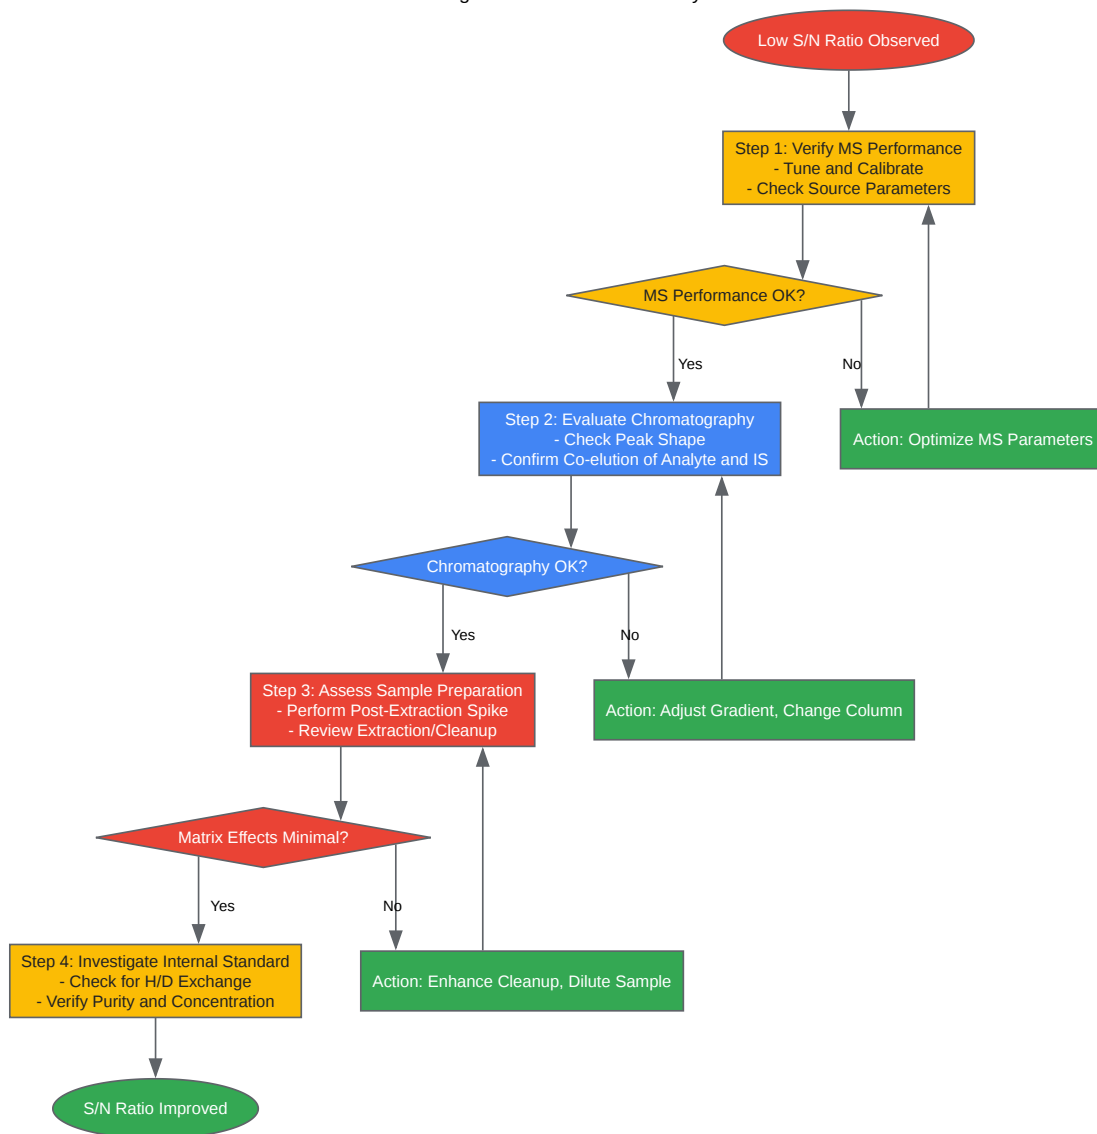 Low S/N Ratio Observed
Step 1: Verify MS Performance
- Tune and Calibrate
- Check Source Parameters
MS Performance OK?
Yes
No
Step 2: Evaluate Chromatography
- Check Peak Shape
- Confirm Co-elution of Analyte and IS
Action: Optimize MS Parameters
Chromatography OK?
Yes
No
Step 3: Assess Sample Preparation
- Perform Post-Extraction Spike
- Review Extraction/Cleanup
Action: Adjust Gradient, Change Column
Matrix Effects Minimal?
Yes
No
Step 4: Investigate Internal Standard
- Check for H/D Exchange
- Verify Purity and Concentration
Action: Enhance Cleanup, Dilute Sample
S/N Ratio Improved